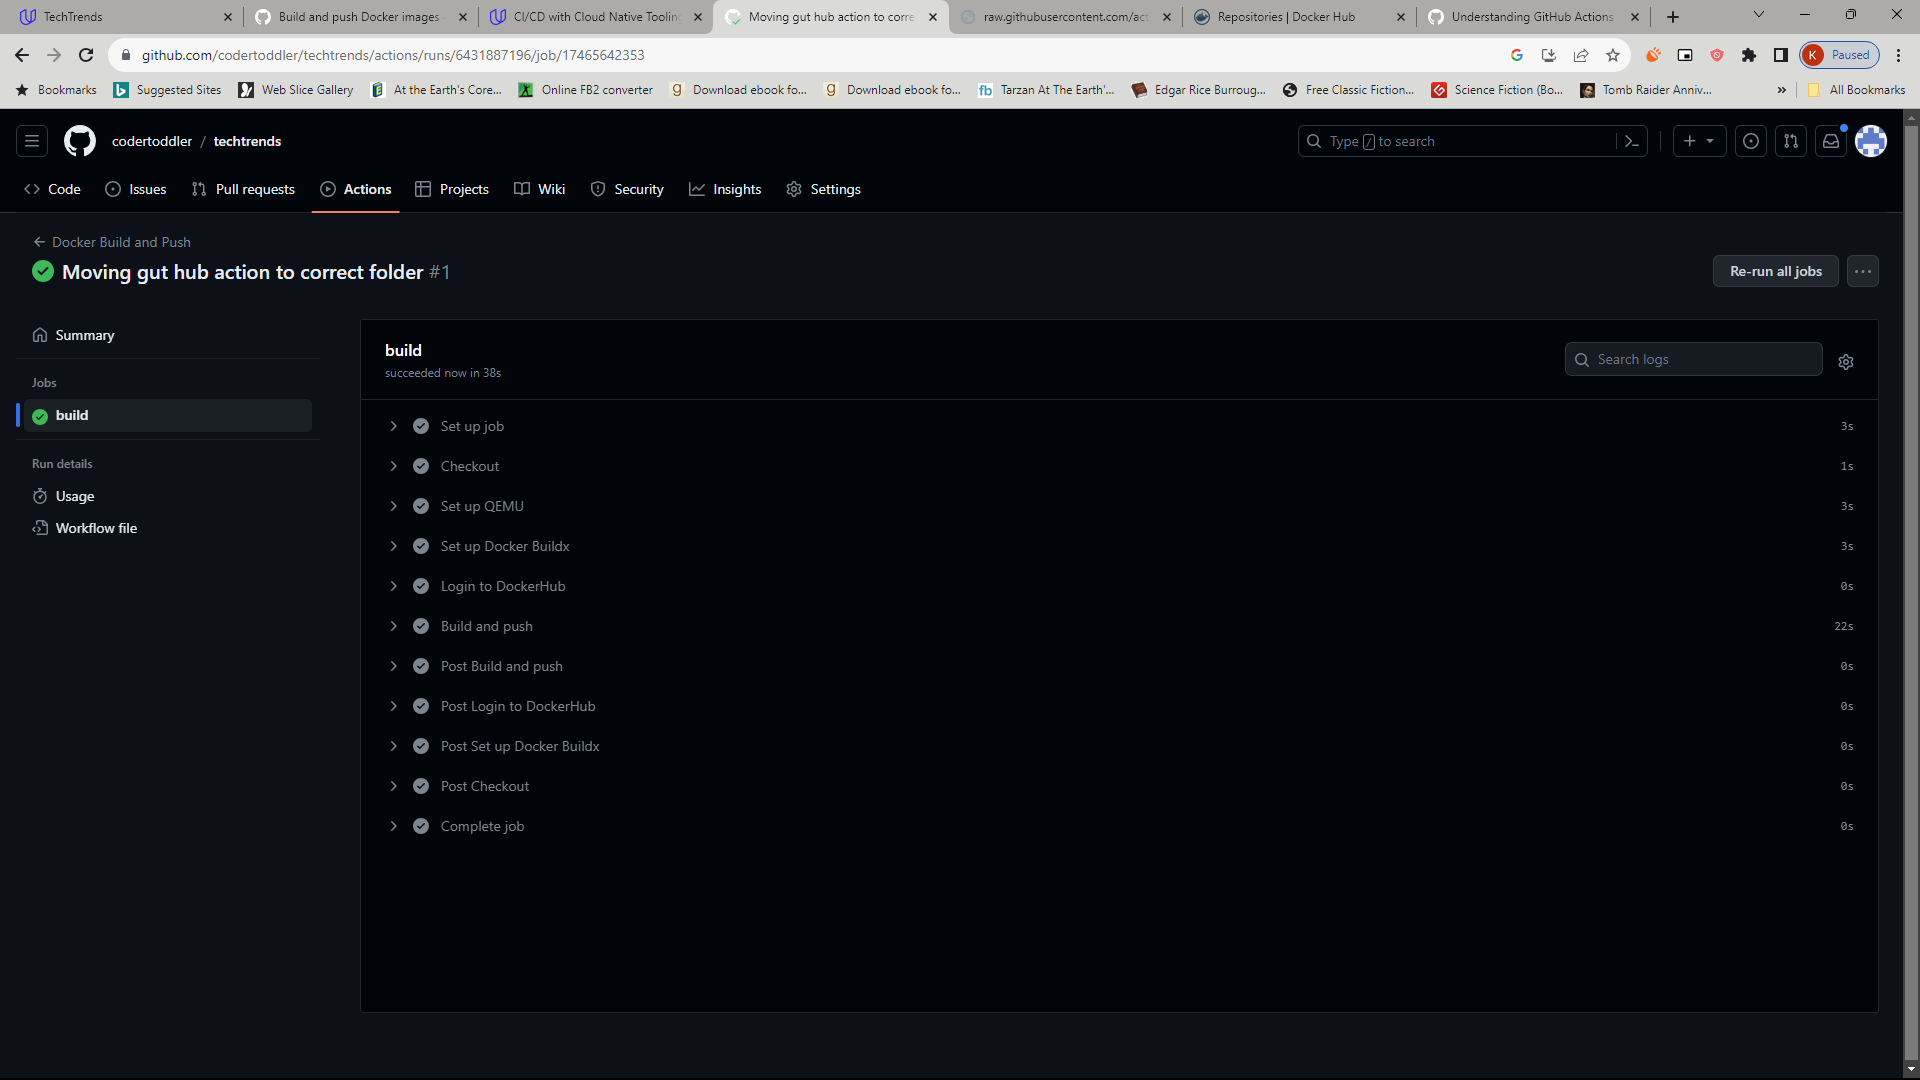 TechTrends
Build and push Docker images
CI/CD with Cloud Native Tooling
Moving gut hub action to corre
raw.githubusercontent.com/act
Repositories | Docker Hub
Understanding GitHub Actions
github.com/codertoddler/techtrends/actions/runs/6431887196/job/17465642353
K Paused
Bookmarks
Suggested Sites
Web Slice Gallery
At the Earth's Core...
Online FB2 converter
Download ebook fo...
Download ebook fo...
fb Tarzan At The Earth'...
Edgar Rice Burroug...
Free Classic Fiction...
Science Fiction (Bo...
Tomb Raider Anniv...
»
All Bookmarks
codertoddler / techtrends
Type / to search
Code
Issues
Pull requests
Actions
Projects
Wiki
Security
Insights
Settings
Docker Build and Push
Moving gut hub action to correct folder #1
Re-run all jobs
Summary
Jobs
build
Run details
Usage
Workflow file
build
succeeded now in 38s
Search logs
Set up job 3s
Checkout 1s
Set up QEMU 3s
Set up Docker Buildx 3s
Login to DockerHub 0s
Build and push 22s
Post Build and push 0s
Post Login to DockerHub 0s
Post Set up Docker Buildx 0s
Post Checkout 0s
Complete job 0s